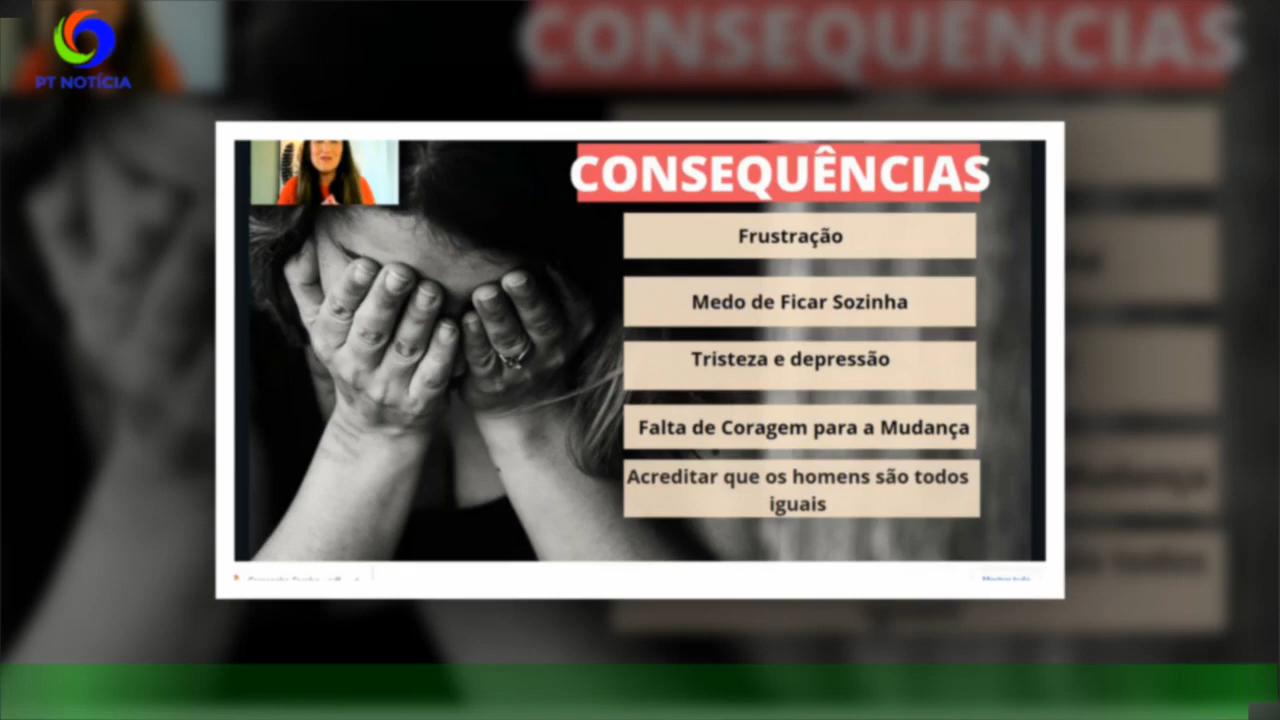 PT NOTÍCIA
CONSEQUÊNCIAS
Frustração
Medo de Ficar Sozinha
Tristeza e depressão
Falta de Coragem para a Mudança
Acreditar que os homens são todos
iguais